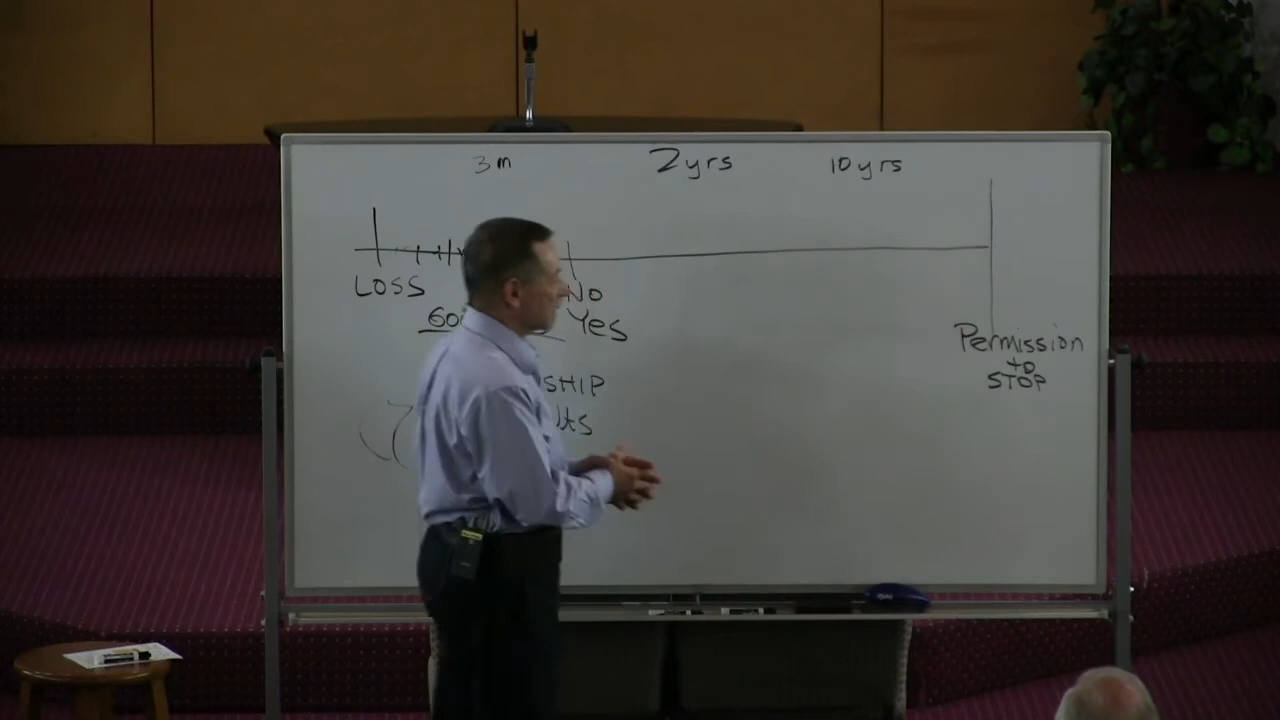 3m 2yrs 10yrs
LOSS NO
Yes
Permission
to
STOP